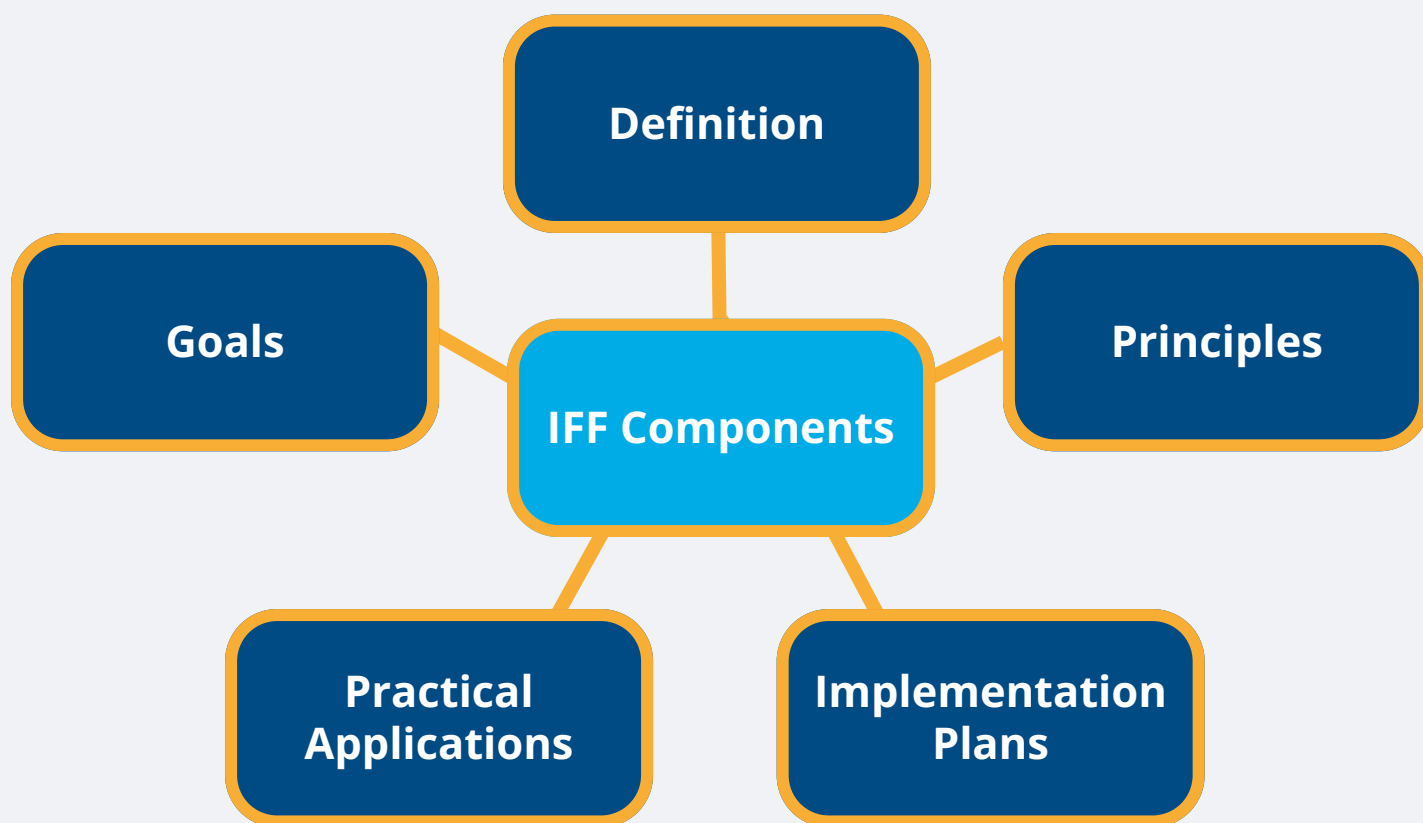 Definition
Goals
Principles
IFF Components
Practical
Applications
Implementation
Plans